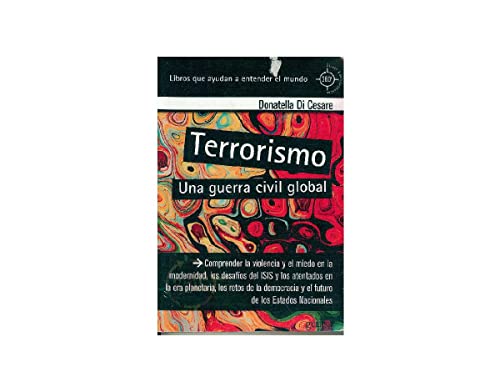 Libros que ayudan a entender el mundo
360º
Donatella Di Cesare
Terrorismo
Una guerra civil global
→ Comprender la violencia y el miedo en la
modernidad, los desafíos del ISIS y los atentados en
la era planetaria, los retos de la democracia y el futuro
de los Estados Nacionales